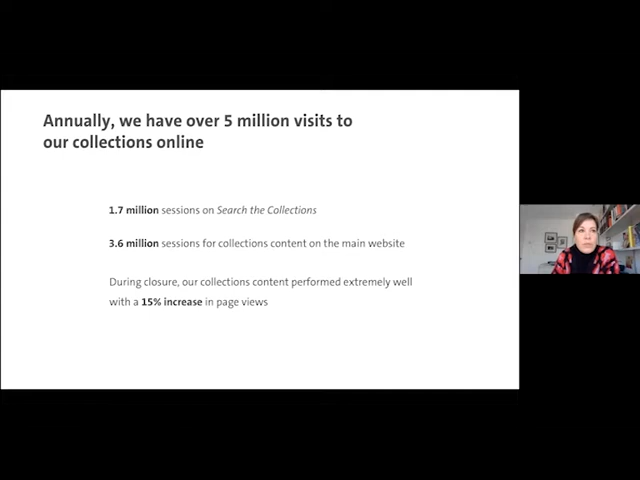 Annually, we have over 5 million visits to
our collections online
1.7 million sessions on Search the Collections
3.6 million sessions for collections content on the main website
During closure, our collections content performed extremely well
with a 15% increase in page views